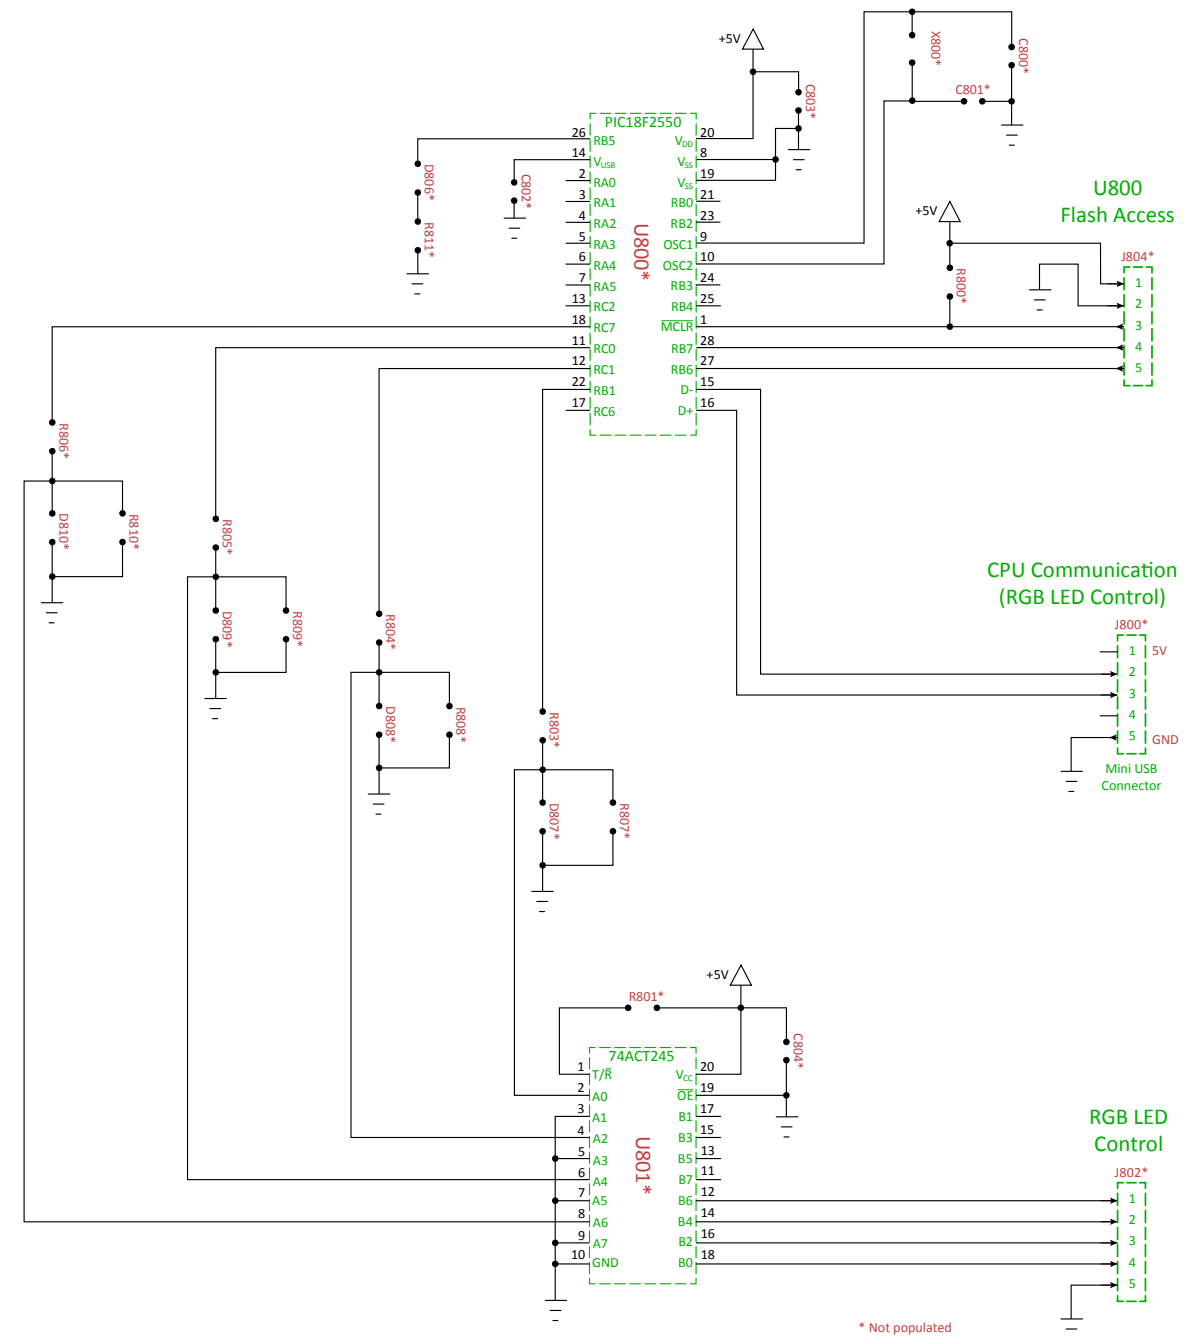 +5V
X800*
C800*
C801*
C803*
PIC18F2550
26 RB5 VDD 20
14 VUSB VSS 8
2 RA0 VSS 19
3 RA1 RB0 21
4 RA2 RB2 23
5 RA3 OSC1 9
6 RA4 OSC2 10
7 RA5 RB3 24
13 RC2 RB4 25
18 RC7 MCLR 1
11 RC0 RB7 28
12 RC1 RB6 27
22 RB1 D- 15
17 RC6 D+ 16
U800*
D806*
R811*
C802*
U800
Flash Access
+5V
R800*
J804*
1
2
3
4
5
R806*
D810*
R810*
R805*
D809*
R809*
R804*
D808*
R808*
R803*
D807*
R807*
CPU Communication
(RGB LED Control)
J800*
1 5V
2
3
4
5 GND
Mini USB
Connector
+5V
R801*
C804*
74ACT245
1 T/R VCC 20
2 A0 OE 19
3 A1 B1 17
4 A2 B3 15
5 A3 B5 13
6 A4 B7 11
7 A5 B6 12
8 A6 B4 14
9 A7 B2 16
10 GND B0 18
U801*
RGB LED
Control
J802*
1
2
3
4
5
* Not populated